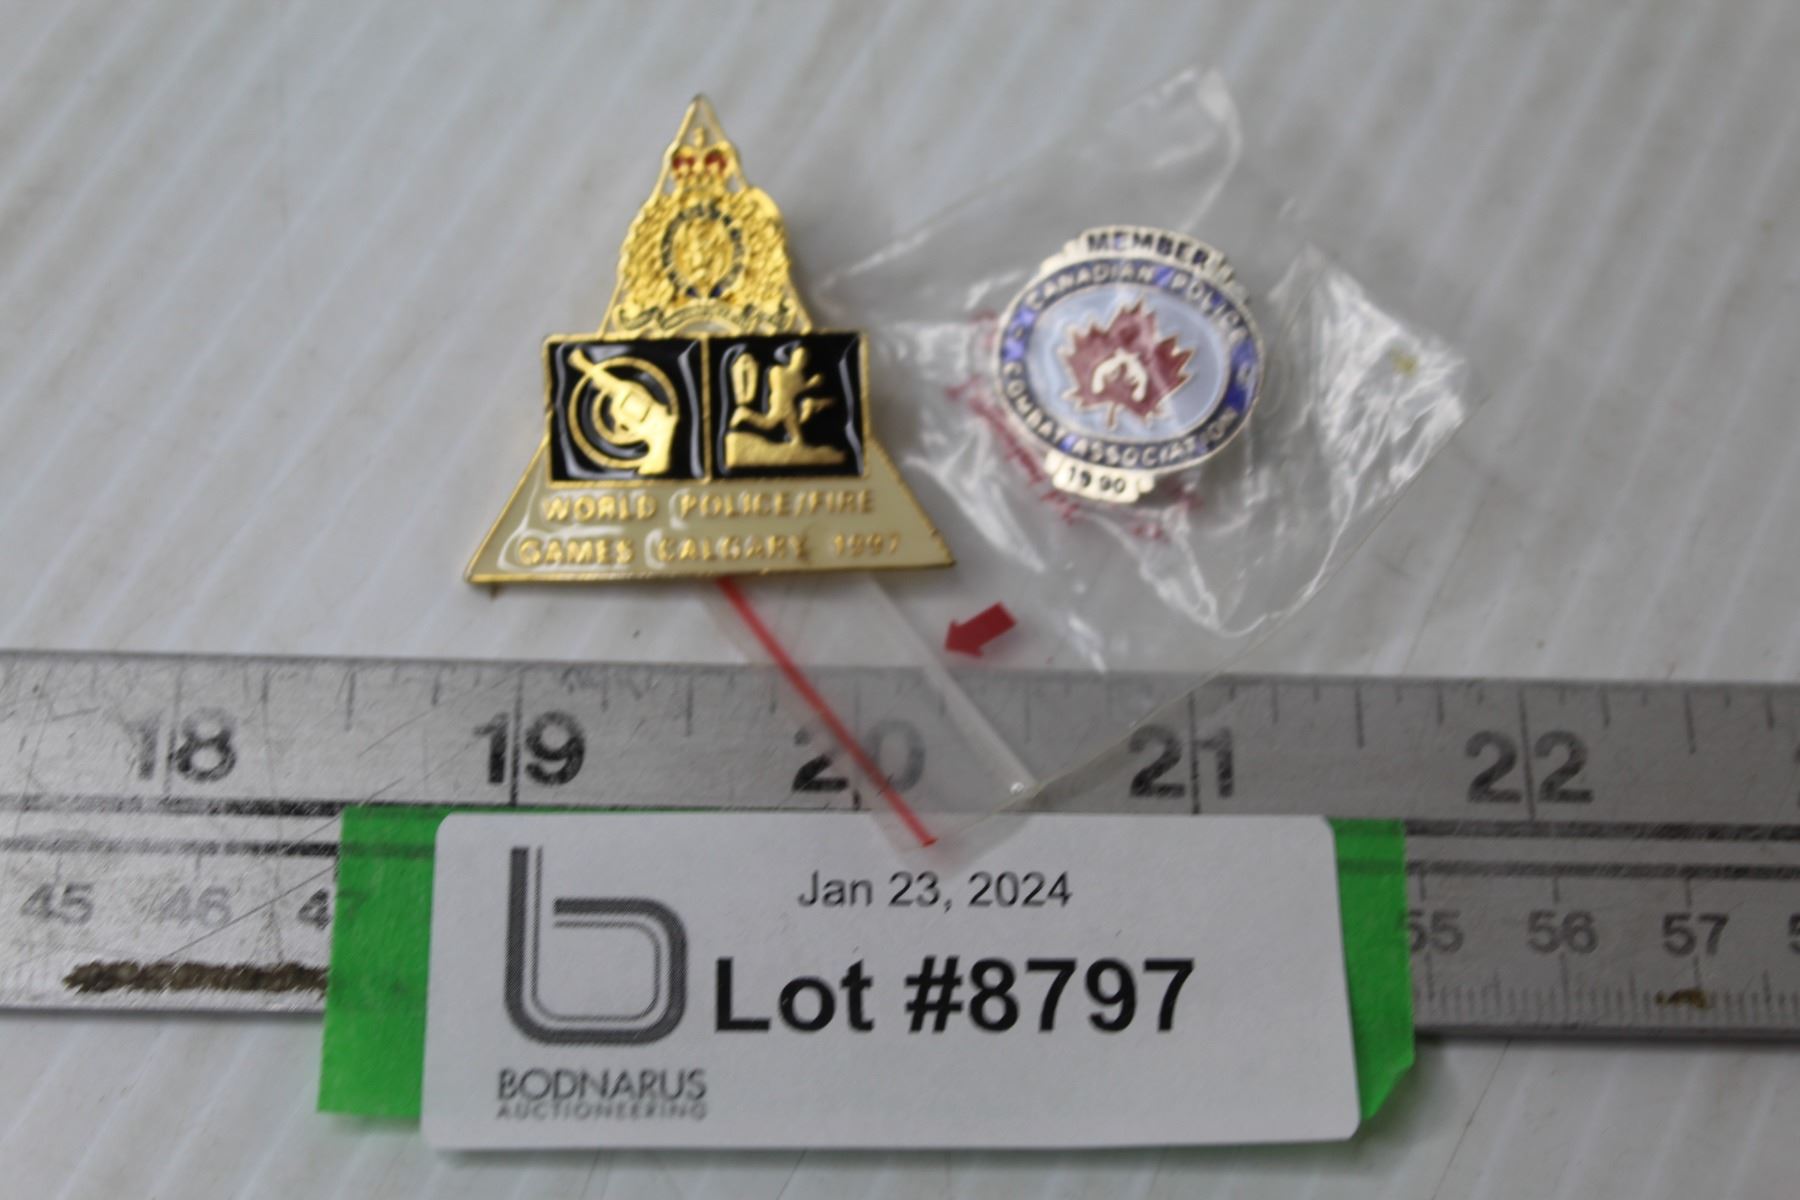 WORLD POLICE/FIRE
GAMES CALGARY 1997
MEMBER
CANADIAN POLICE
COMBAT ASSOCIATION
1990
18 19 20 21 22
45 46 47 55 56 57
Jan 23, 2024
Lot #8797
BODNARUS
AUCTIONEERING